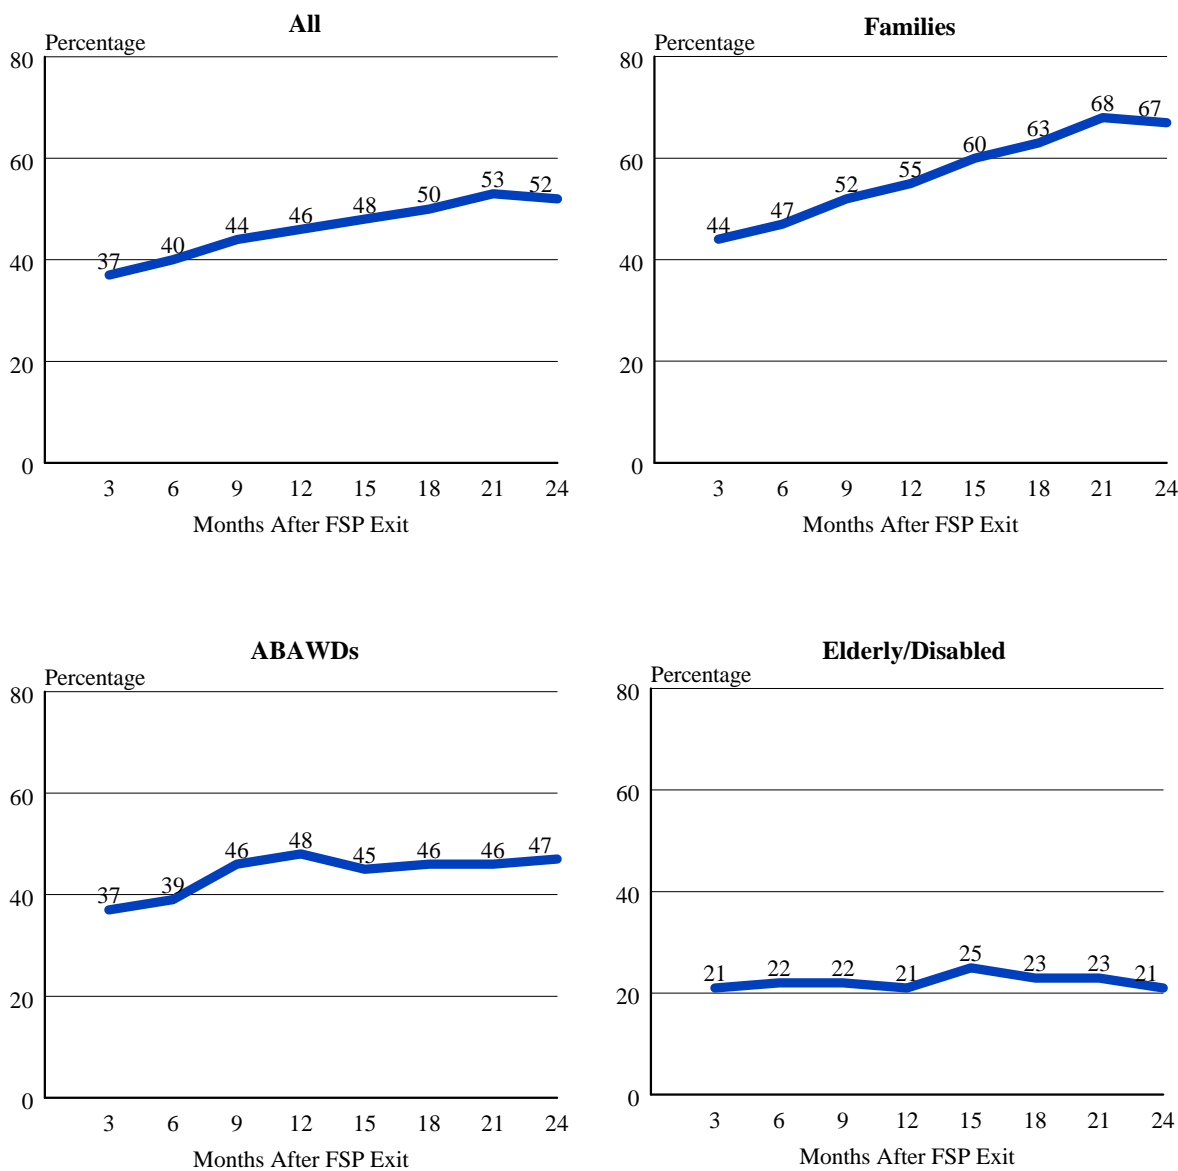 All
Percentage
80
60
40
20
0
37 40 44 46 48 50 53 52
3 6 9 12 15 18 21 24
Months After FSP Exit
Families
Percentage
80
60
40
20
0
44 47 52 55 60 63 68 67
3 6 9 12 15 18 21 24
Months After FSP Exit
ABAWDs
Percentage
80
60
40
20
0
37 39 46 48 45 46 46 47
3 6 9 12 15 18 21 24
Months After FSP Exit
Elderly/Disabled
Percentage
80
60
40
20
0
21 22 22 21 25 23 23 21
3 6 9 12 15 18 21 24
Months After FSP Exit